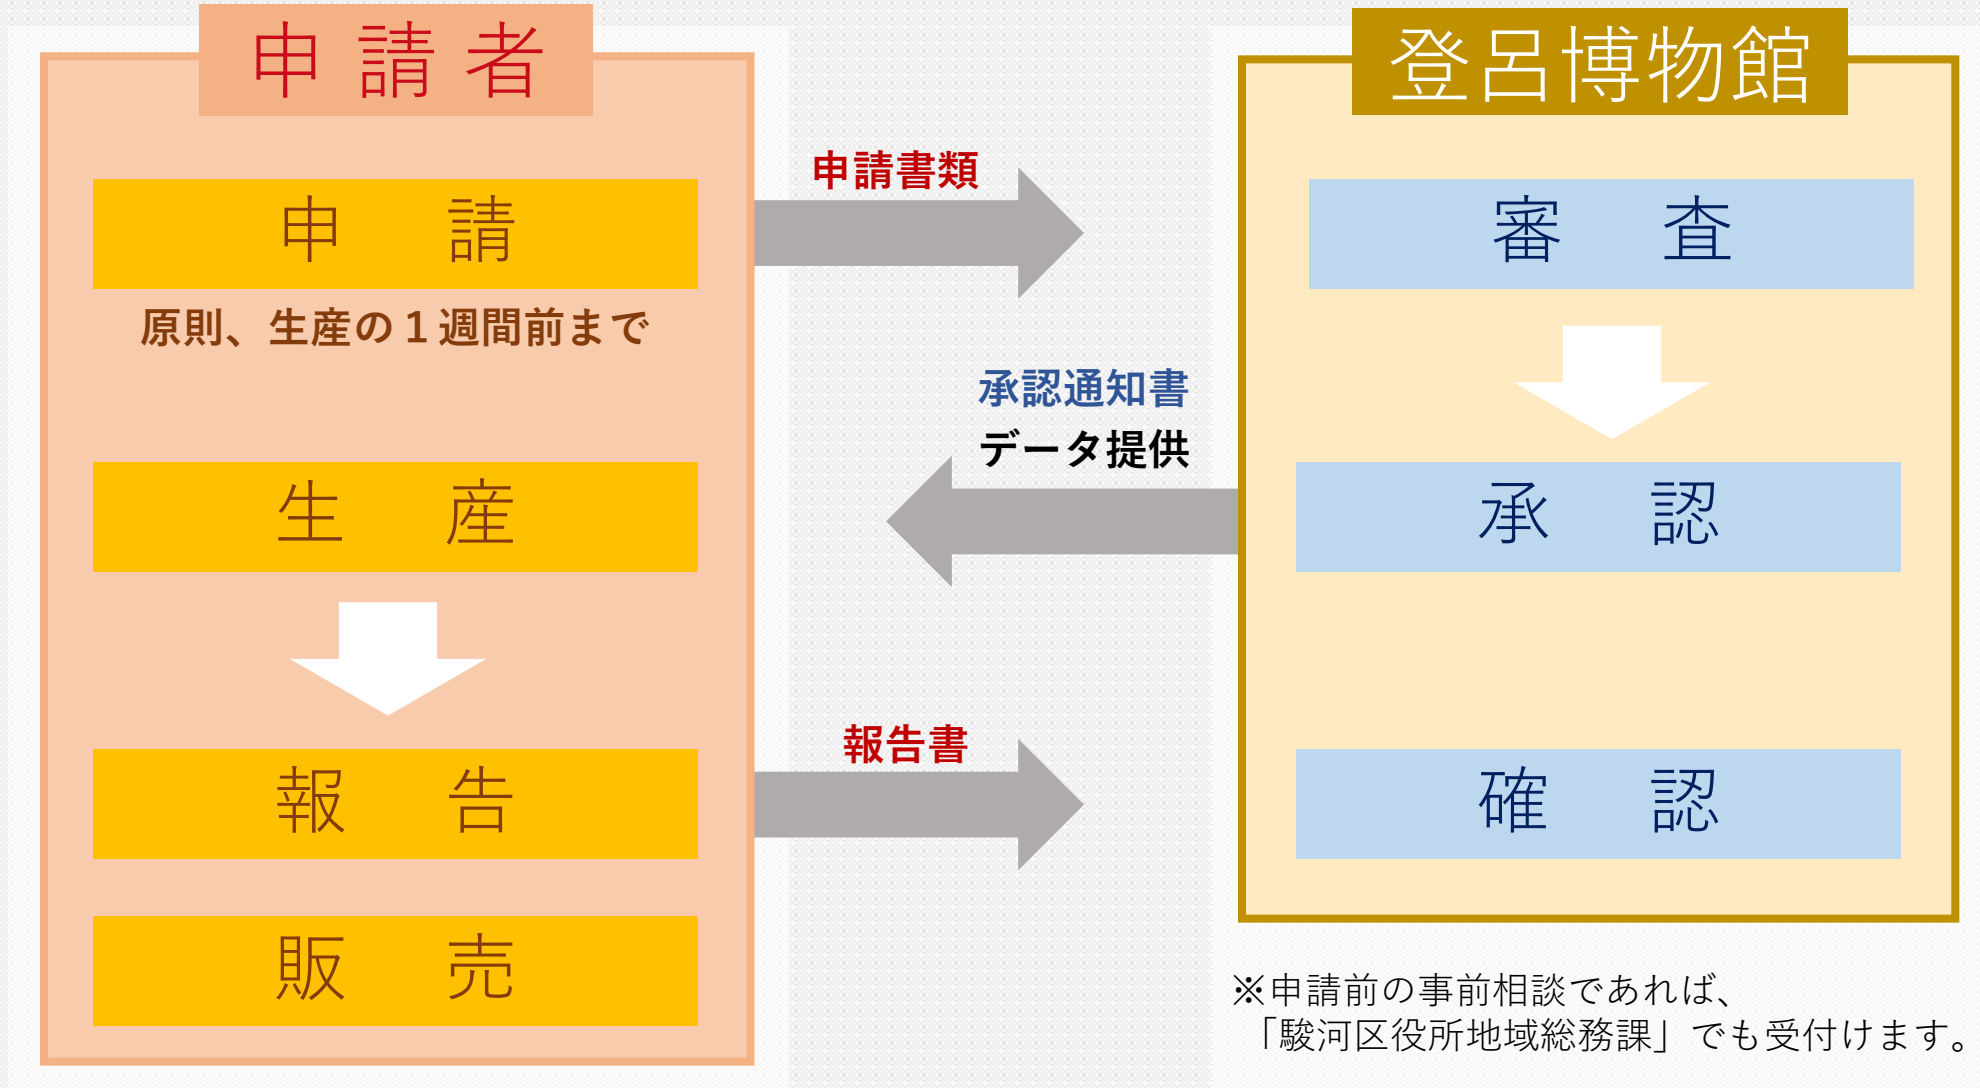 申請者
申　請
原則、生産の１週間前まで
生　産
報　告
販　売
申請書類
承認通知書
データ提供
報告書
登呂博物館
審　査
承　認
確　認
※申請前の事前相談であれば、
「駿河区役所地域総務課」でも受付けます。